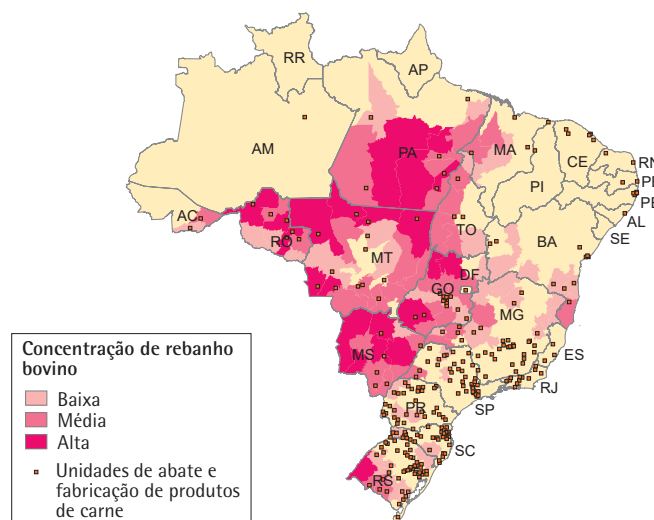 RR
AP
AM
PA
MA
CE
RN
PI
PB
PE
AL
SE
AC
RO
TO
BA
MT
DF
GO
MG
MS
ES
RJ
SP
PR
SC
RS
Concentração de rebanho
bovino
Baixa
Média
Alta
Unidades de abate e
fabricação de produtos
de carne